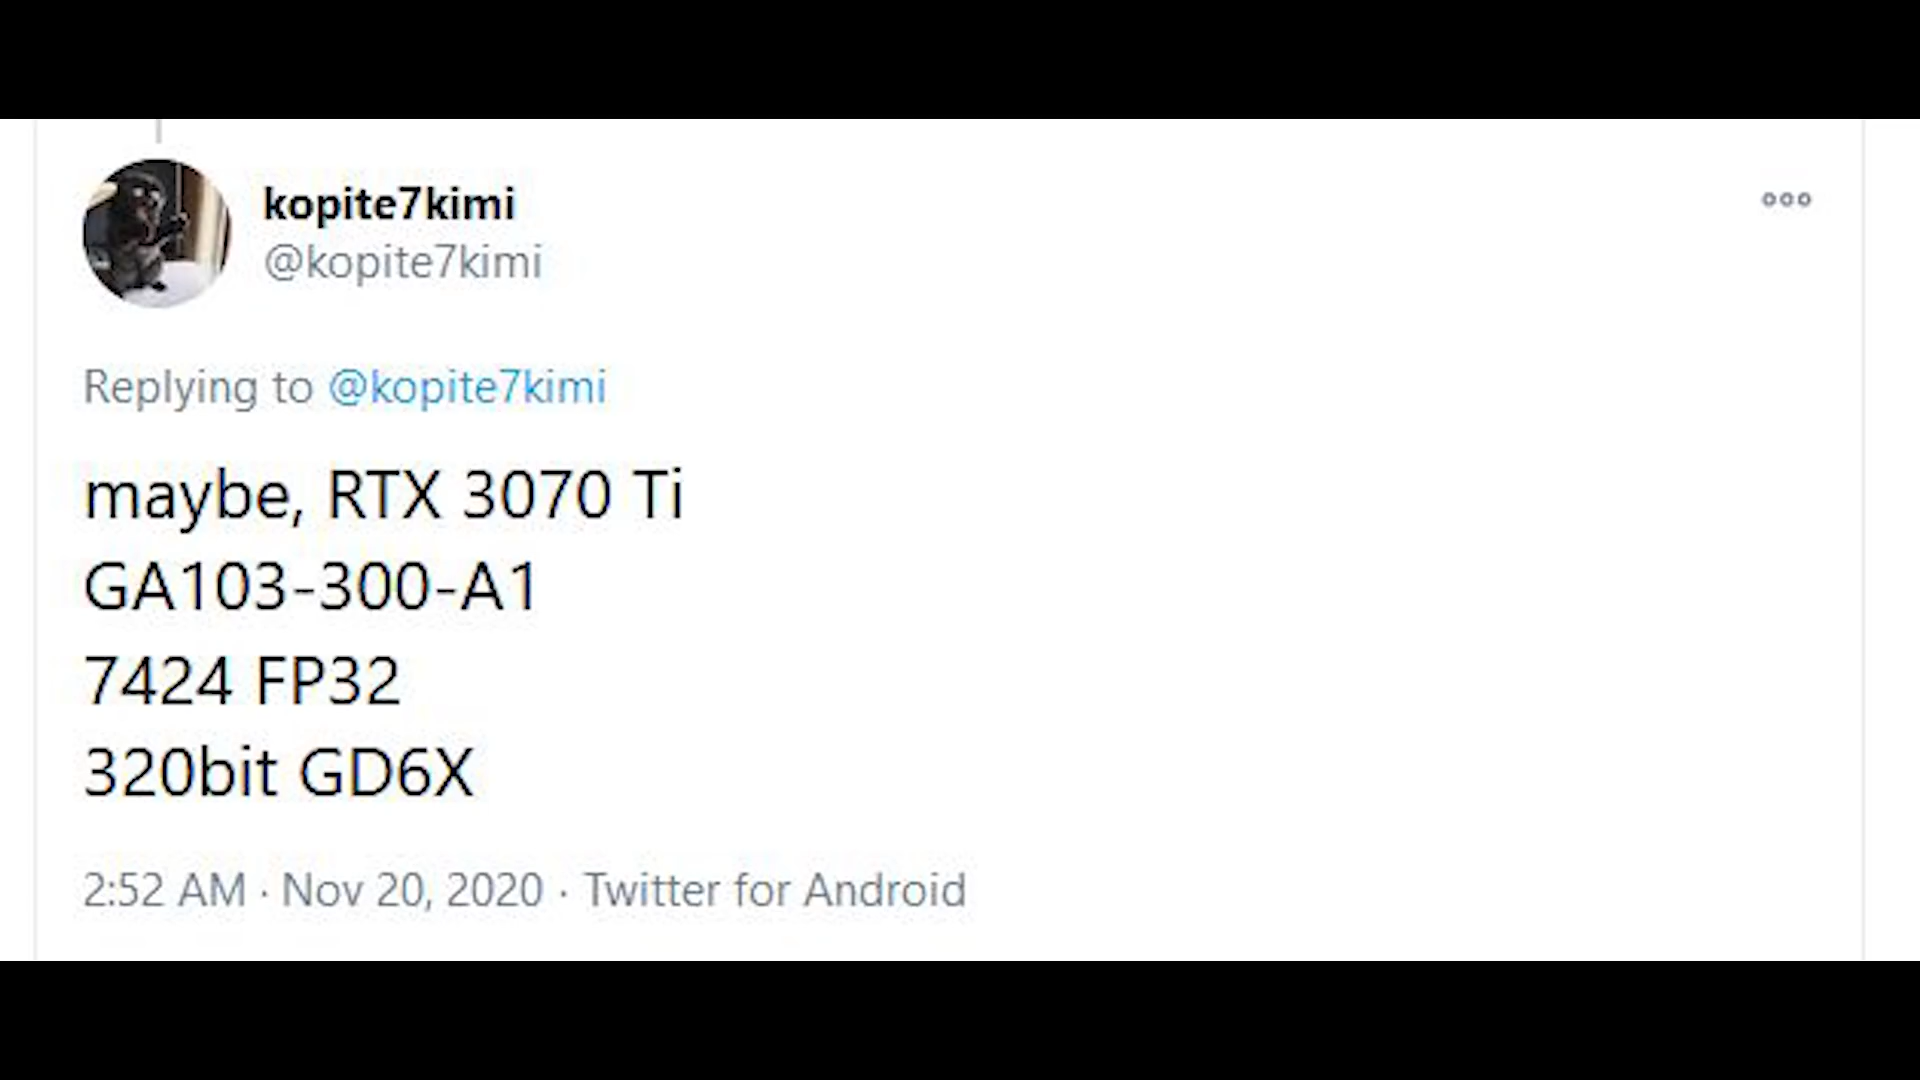 kopite7kimi
@kopite7kimi
Replying to @kopite7kimi
maybe, RTX 3070 Ti
GA103-300-A1
7424 FP32
320bit GD6X
2:52 AM · Nov 20, 2020 · Twitter for Android